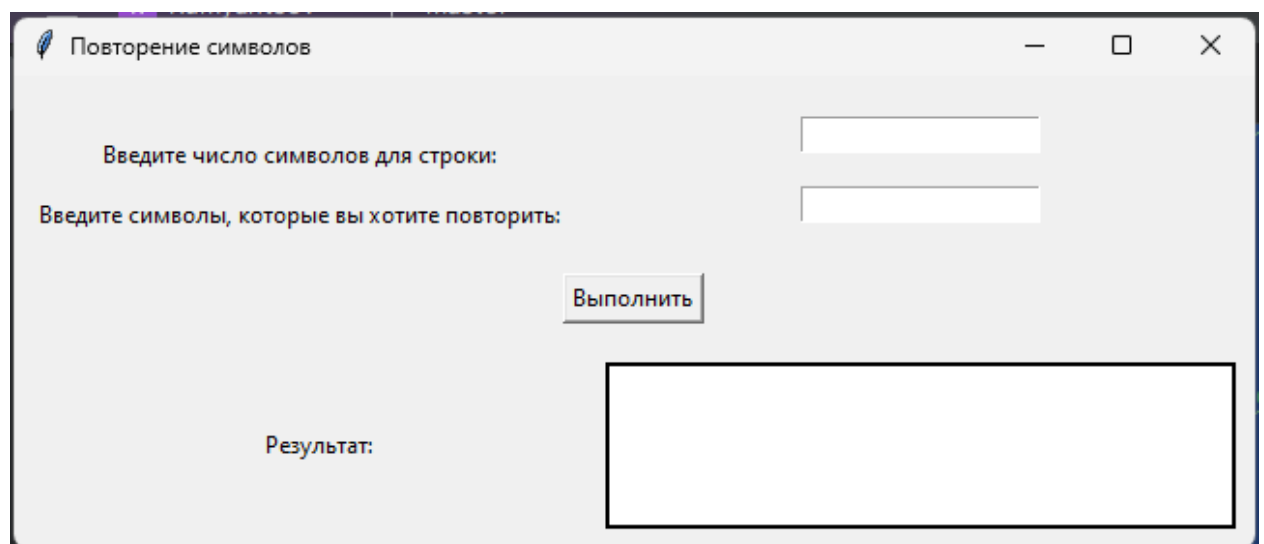 Повторение символов
Введите число символов для строки:
Введите символы, которые вы хотите повторить:
Выполнить
Результат: